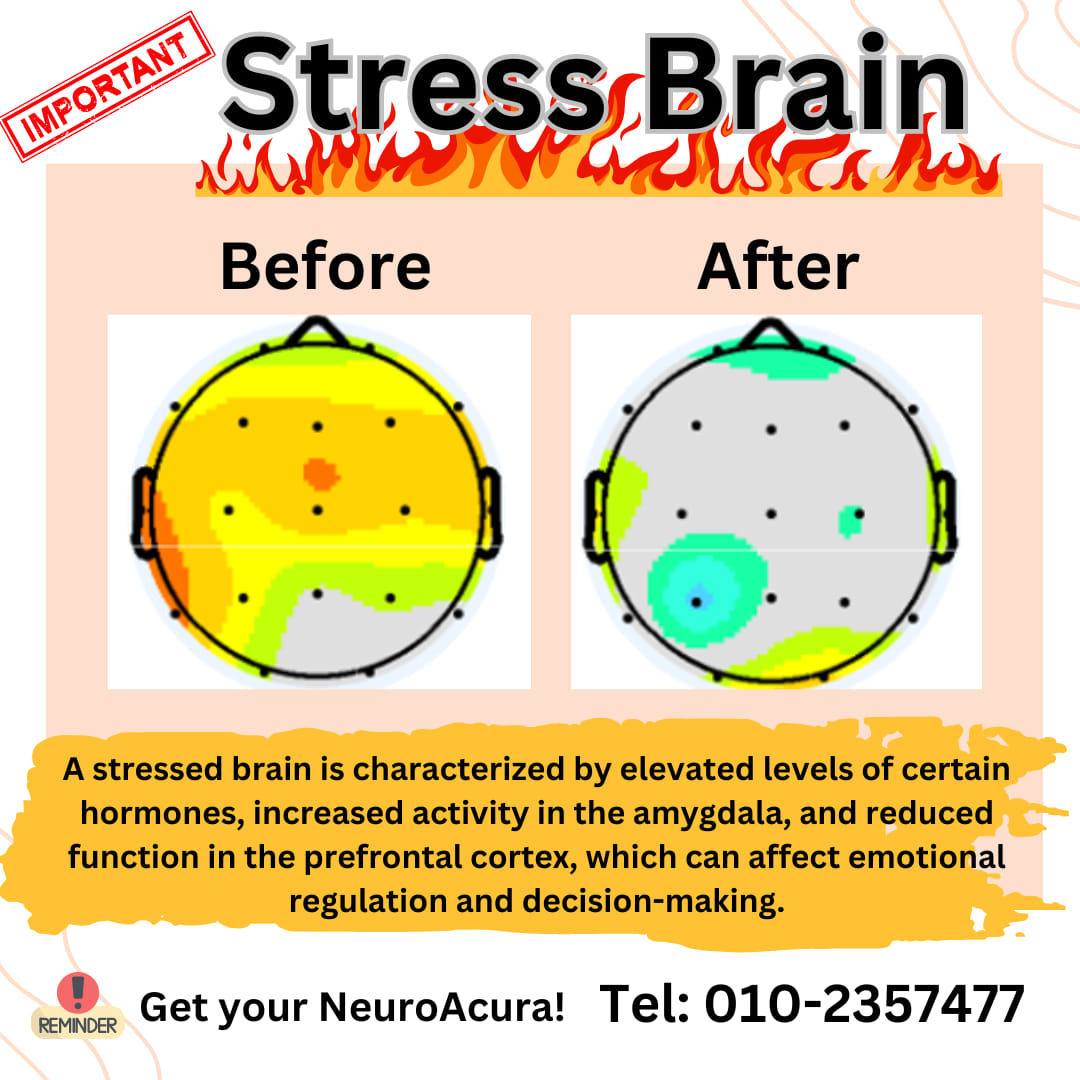 IMPORTANT
Stress Brain
Before
After
A stressed brain is characterized by elevated levels of certain
hormones, increased activity in the amygdala, and reduced
function in the prefrontal cortex, which can affect emotional
regulation and decision-making.
REMINDER
Get your NeuroAcura!
Tel: 010-2357477